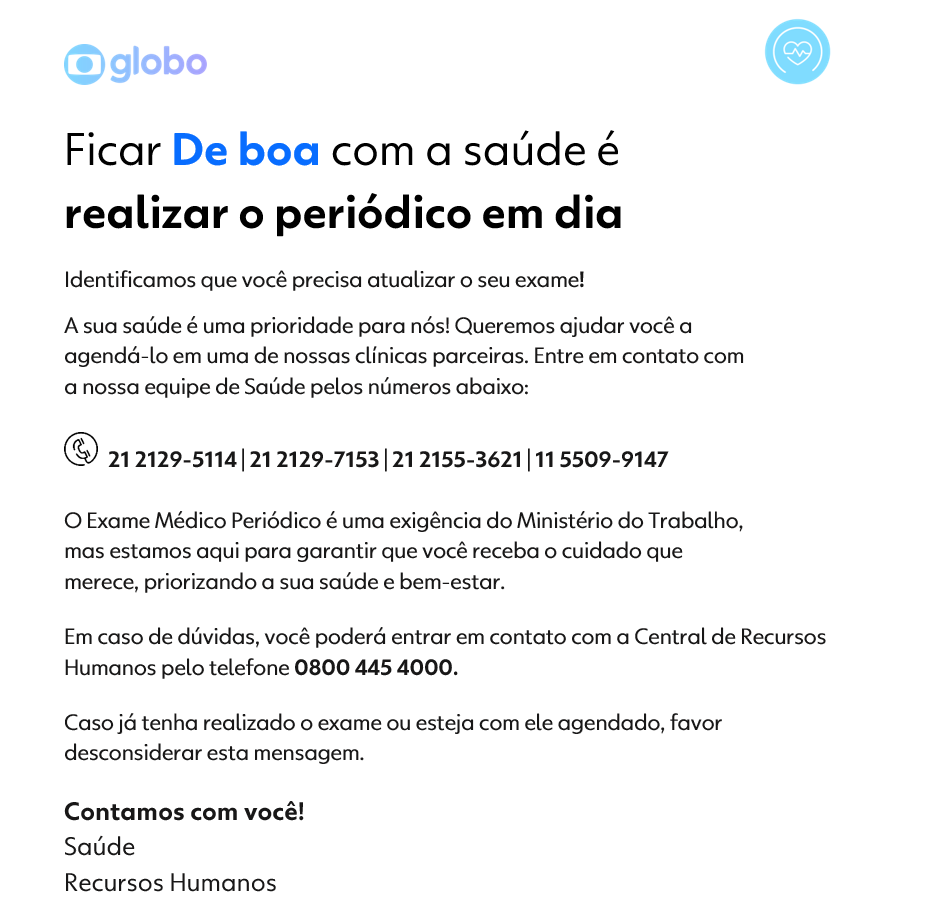 globo
Ficar De boa com a saúde é
realizar o periódico em dia
Identificamos que você precisa atualizar o seu exame!
A sua saúde é uma prioridade para nós! Queremos ajudar você a
agendá-lo em uma de nossas clínicas parceiras. Entre em contato com
a nossa equipe de Saúde pelos números abaixo:
21 2129-5114 | 21 2129-7153 | 21 2155-3621 | 11 5509-9147
O Exame Médico Periódico é uma exigência do Ministério do Trabalho,
mas estamos aqui para garantir que você receba o cuidado que
merece, priorizando a sua saúde e bem-estar.
Em caso de dúvidas, você poderá entrar em contato com a Central de Recursos
Humanos pelo telefone 0800 445 4000.
Caso já tenha realizado o exame ou esteja com ele agendado, favor
desconsiderar esta mensagem.
Contamos com você!
Saúde
Recursos Humanos